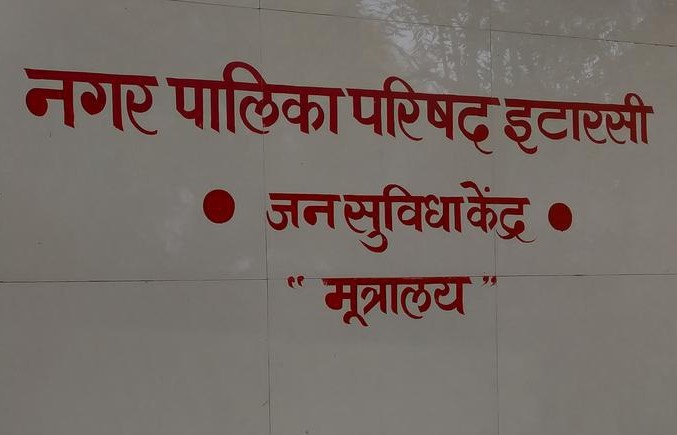 नगर पालिका परिषद इटारसी
• जन सुविधा केंद्र •
“ मूत्रालय ”